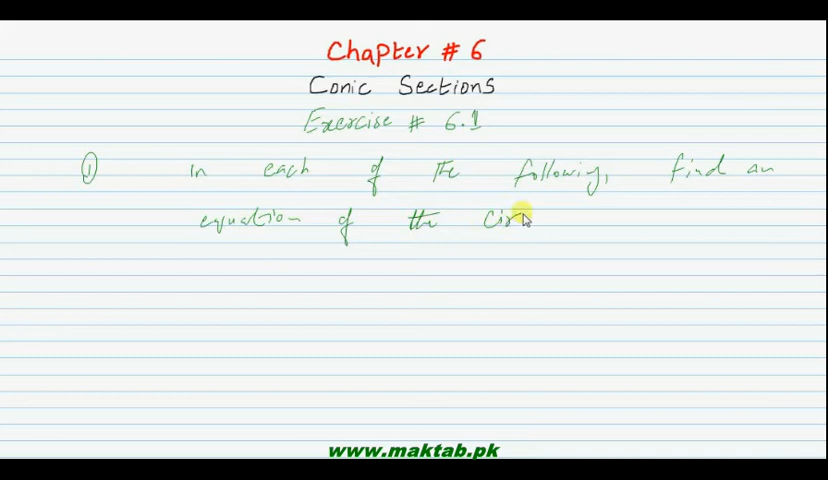 Chapter # 6
Conic Sections
Exercise # 6.1
① in each of the following, find an
equation of the Circ
www.maktab.pk